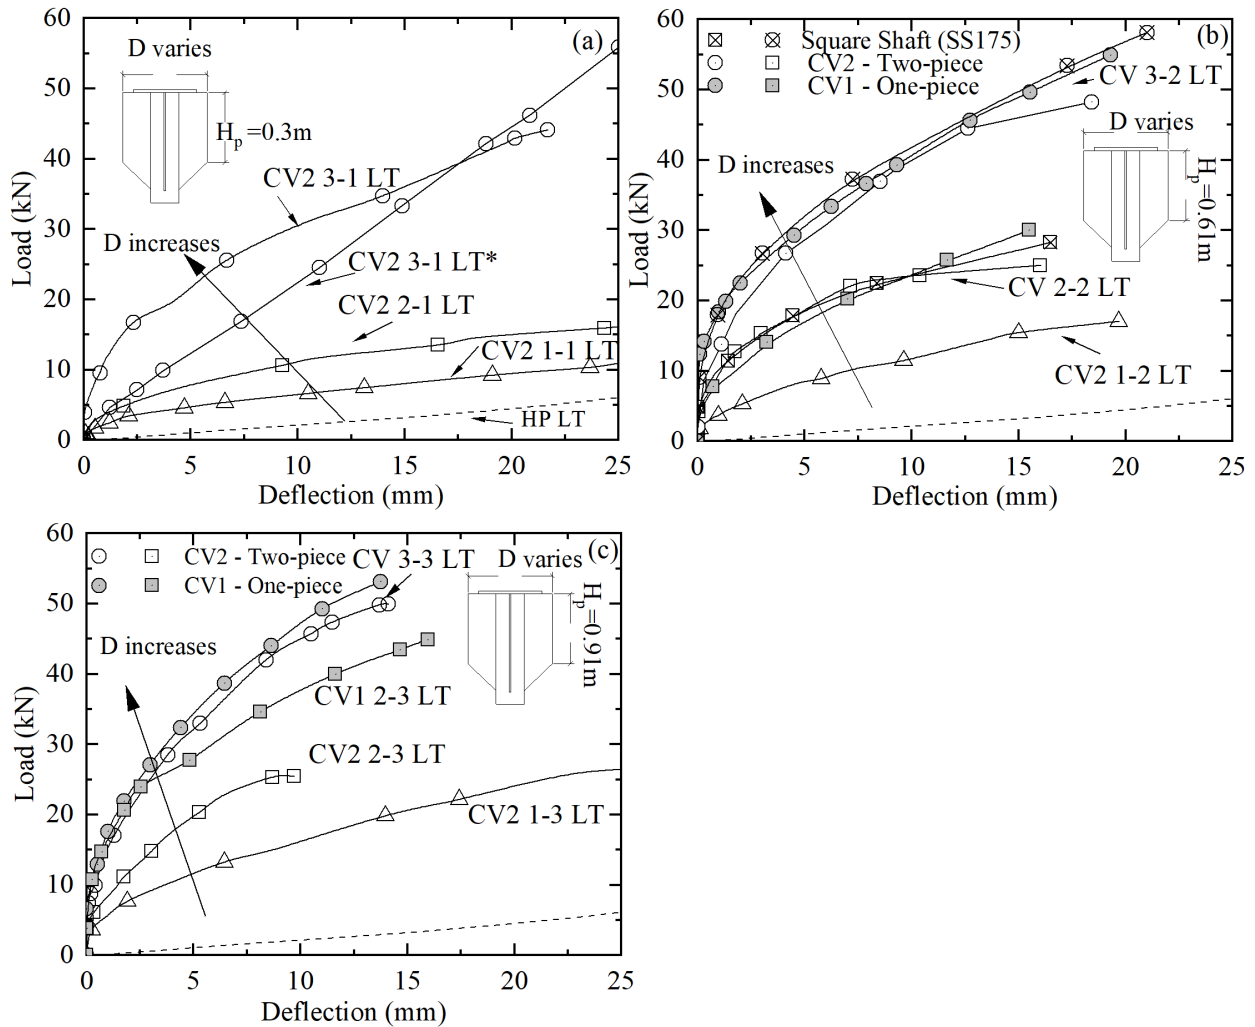 (a)
D varies
H_p=0.3m
CV2 3-1 LT
D increases
CV2 3-1 LT*
CV2 2-1 LT
CV2 1-1 LT
HP LT
60
50
40
30
20
10
0
0 5 10 15 20 25
Load (kN)
Deflection (mm)
(b)
Square Shaft (SS175)
CV2 - Two-piece
CV1 - One-piece
CV 3-2 LT
D varies
H_p=0.61m
D increases
CV 2-2 LT
CV2 1-2 LT
60
50
40
30
20
10
0
0 5 10 15 20 25
Load (kN)
Deflection (mm)
(c)
CV2 - Two-piece
CV1 - One-piece
CV 3-3 LT
D varies
H_p=0.91m
D increases
CV1 2-3 LT
CV2 2-3 LT
CV2 1-3 LT
60
50
40
30
20
10
0
0 5 10 15 20 25
Load (kN)
Deflection (mm)